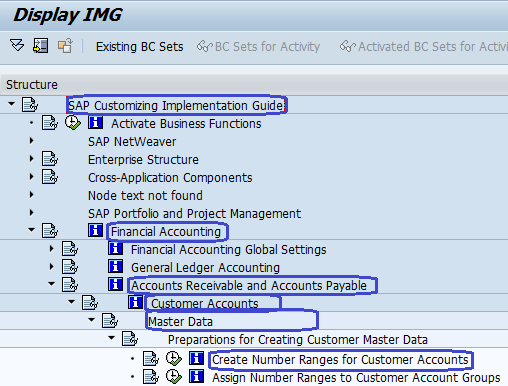 Display IMG
Existing BC Sets BC Sets for Activity Activated BC Sets for Activi
Structure
SAP Customizing Implementation Guide
Activate Business Functions
SAP NetWeaver
Enterprise Structure
Cross-Application Components
Node text not found
SAP Portfolio and Project Management
Financial Accounting
Financial Accounting Global Settings
General Ledger Accounting
Accounts Receivable and Accounts Payable
Customer Accounts
Master Data
Preparations for Creating Customer Master Data
Create Number Ranges for Customer Accounts
Assign Number Ranges to Customer Account Groups